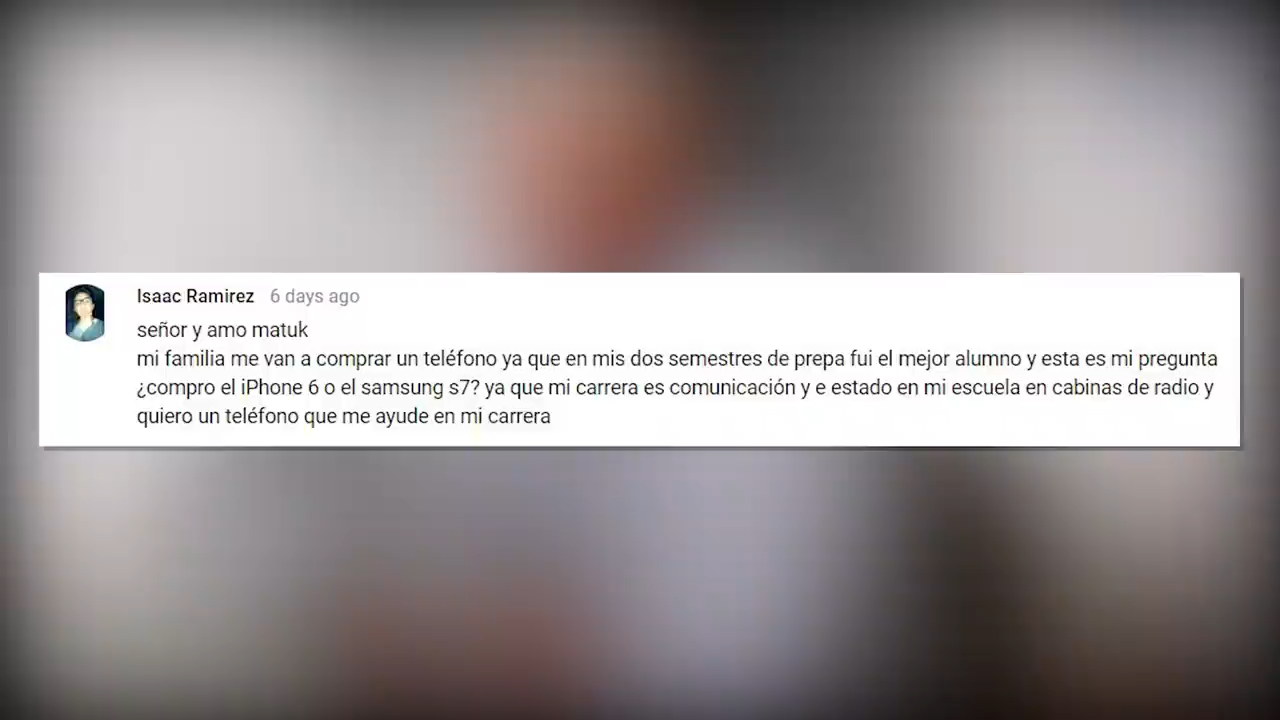 Isaac Ramirez 6 days ago
señor y amo matuk
mi familia me van a comprar un teléfono ya que en mis dos semestres de prepa fui el mejor alumno y esta es mi pregunta
¿compro el iPhone 6 o el samsung s7? ya que mi carrera es comunicación y e estado en mi escuela en cabinas de radio y
quiero un teléfono que me ayude en mi carrera